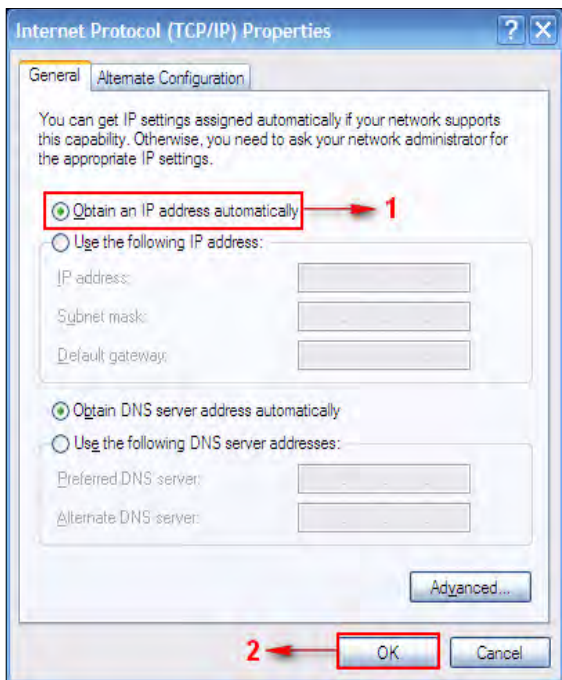 Internet Protocol (TCP/IP) Properties
General
Alternate Configuration
You can get IP settings assigned automatically if your network supports
this capability. Otherwise, you need to ask your network administrator for
the appropriate IP settings.
Obtain an IP address automatically
1
Use the following IP address:
IP address:
Subnet mask:
Default gateway:
Obtain DNS server address automatically
Use the following DNS server addresses:
Preferred DNS server:
Alternate DNS server:
Advanced...
2
OK
Cancel